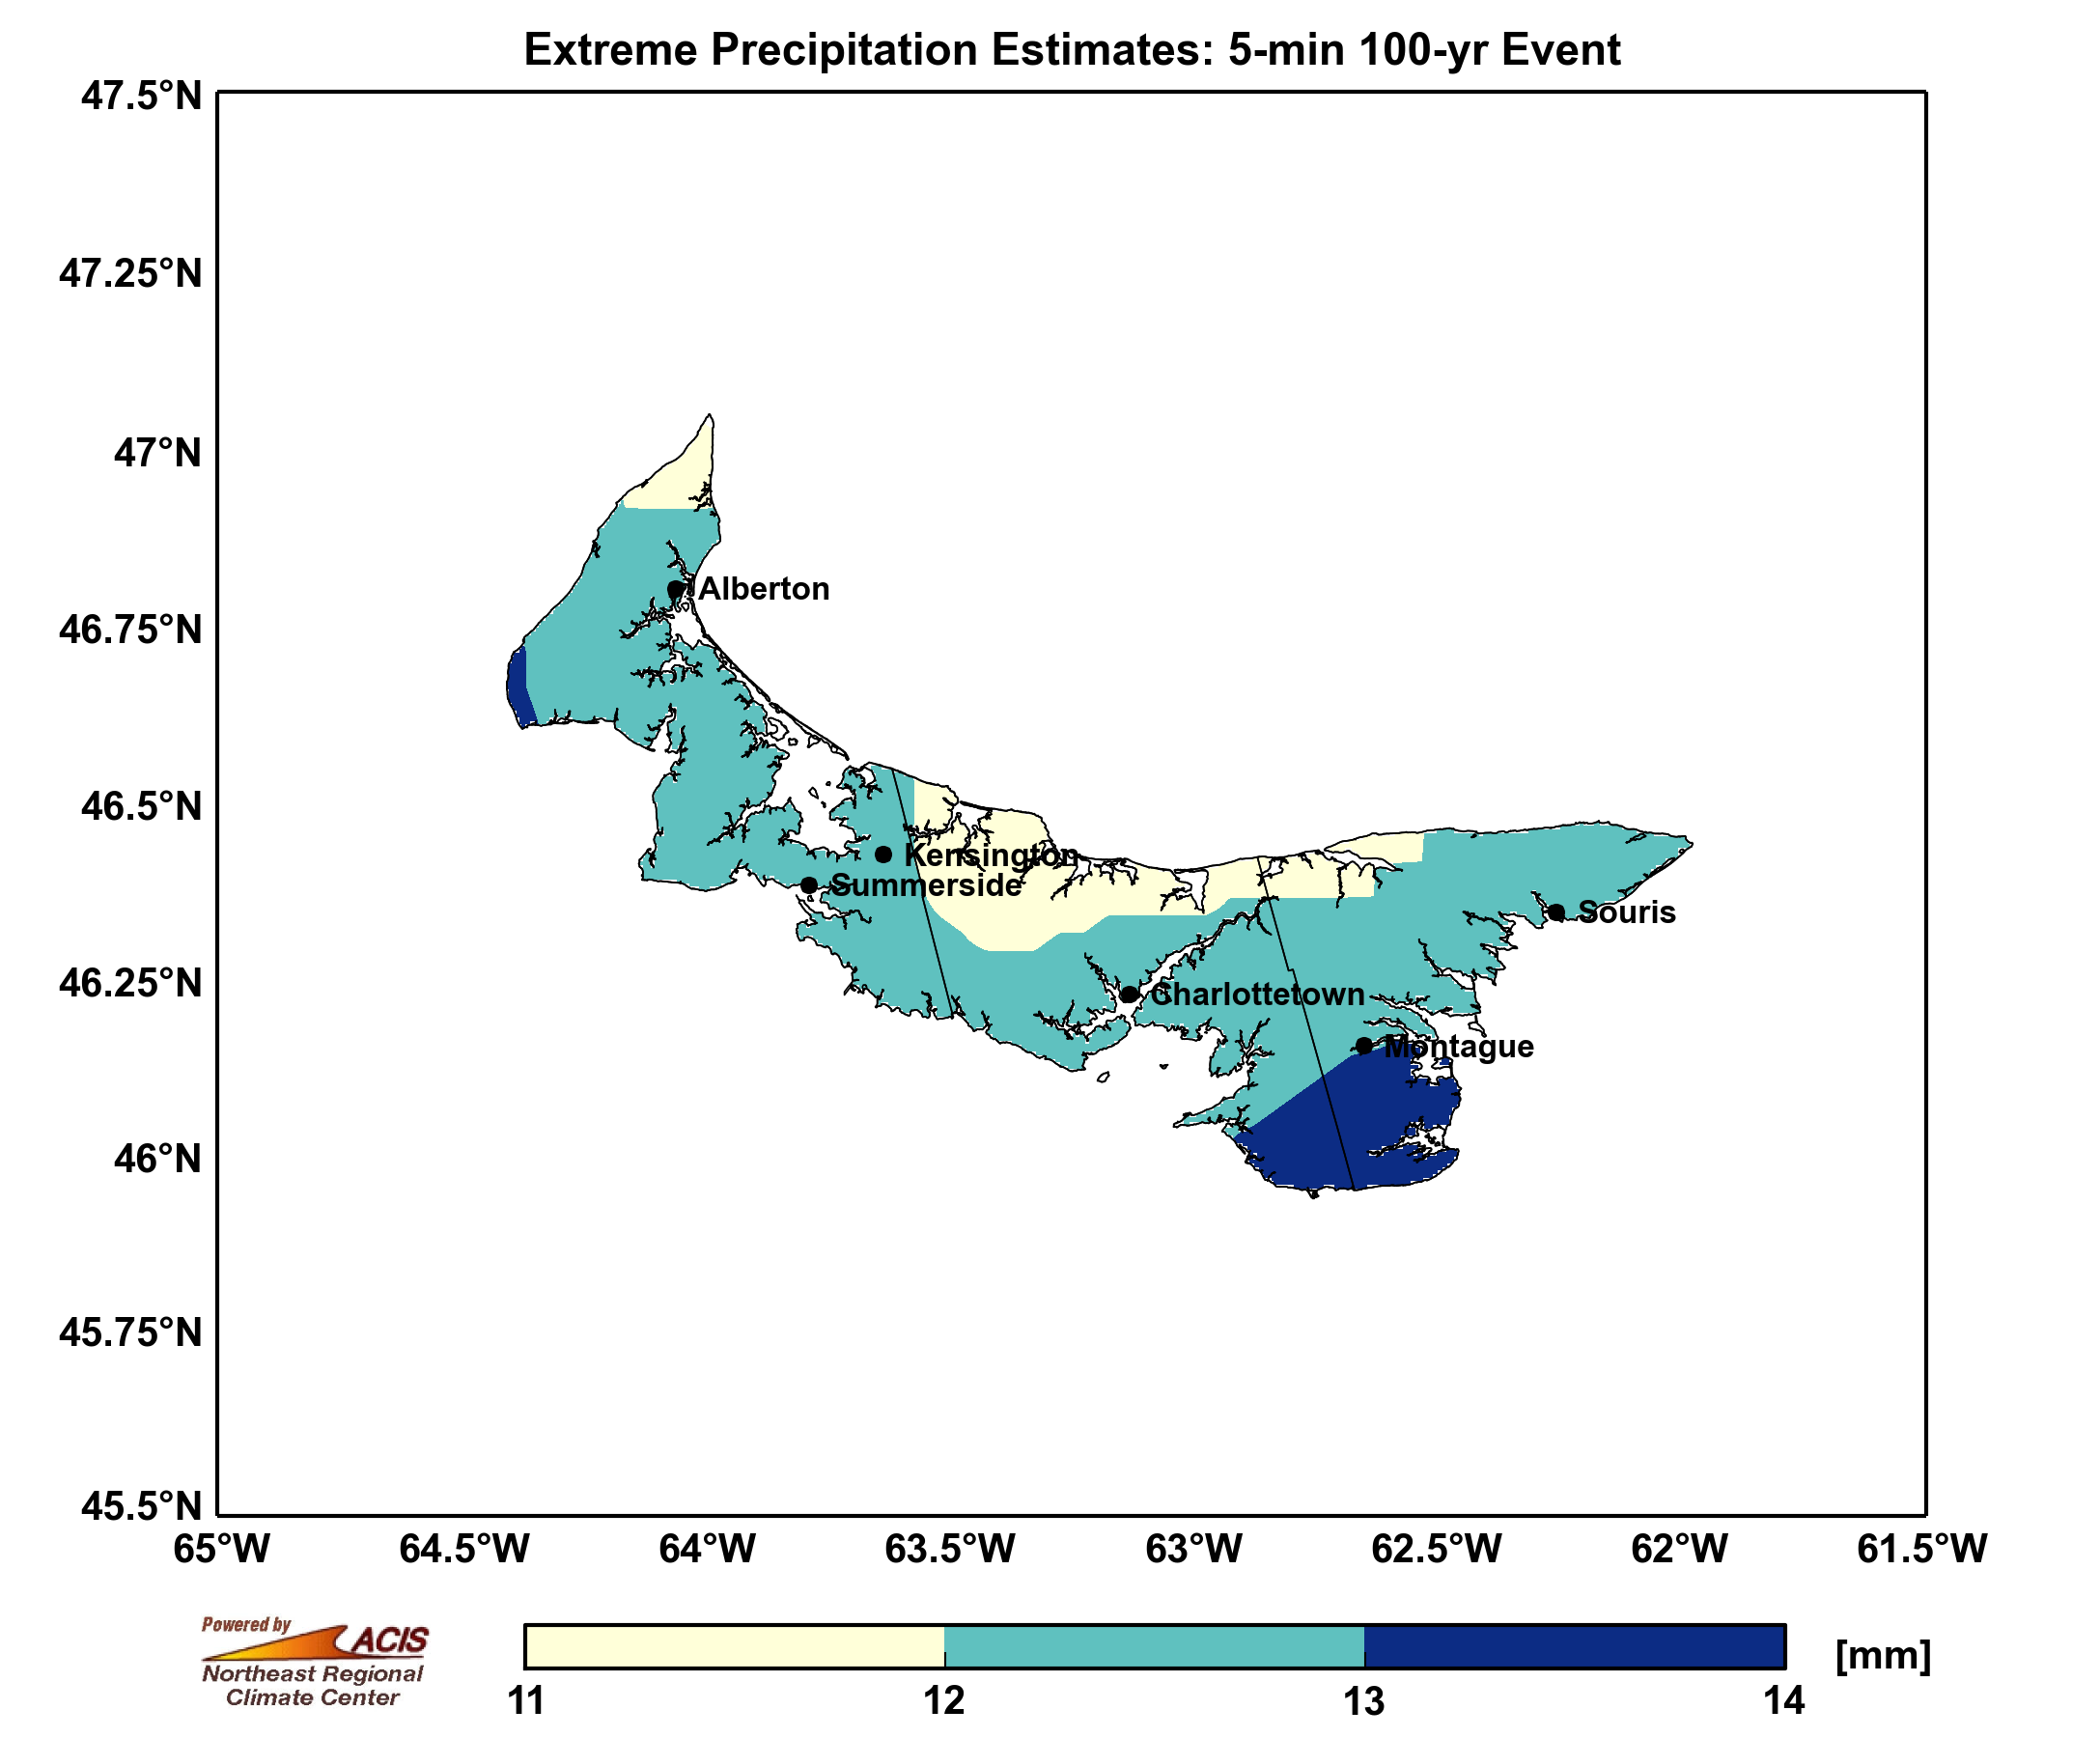 Extreme Precipitation Estimates: 5-min 100-yr Event
47.5°N
47.25°N
47°N
46.75°N
46.5°N
46.25°N
46°N
45.75°N
45.5°N
Alberton
Kensington
Summerside
Souris
Charlottetown
Montague
65°W 64.5°W 64°W 63.5°W 63°W 62.5°W 62°W 61.5°W
Powered by
ACIS
Northeast Regional
Climate Center
11 12 13 14
[mm]